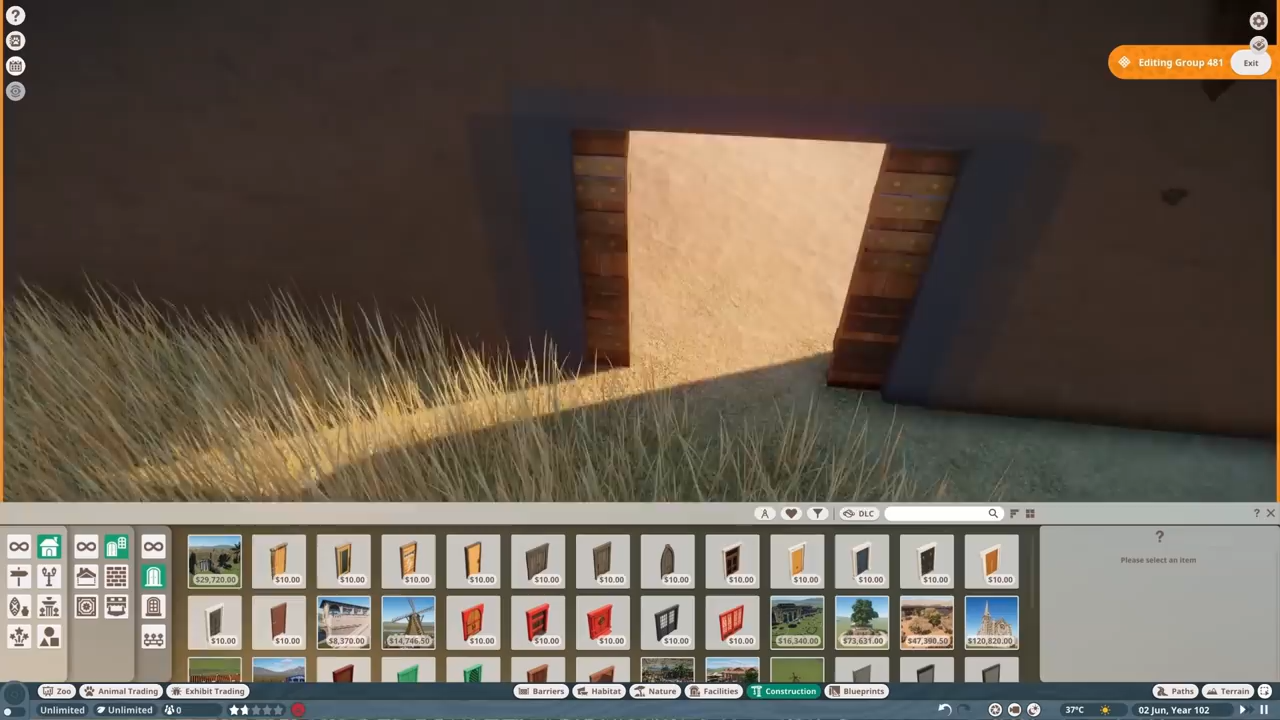 ?
Editing Group 481
Exit
DLC
? ×
$29,720.00 $10.00 $10.00 $10.00 $10.00 $10.00 $10.00 $10.00 $10.00 $10.00 $10.00 $10.00 $10.00
?
Please select an item
$10.00 $10.00 $8,370.00 $14,746.50 $10.00 $10.00 $10.00 $10.00 $10.00 $16,340.00 $73,631.00 $47,390.50 $120,820.00
Zoo Animal Trading Exhibit Trading Barriers Habitat Nature Facilities Construction Blueprints Paths Terrain
Unlimited Unlimited 0 37°C 02 Jun, Year 102